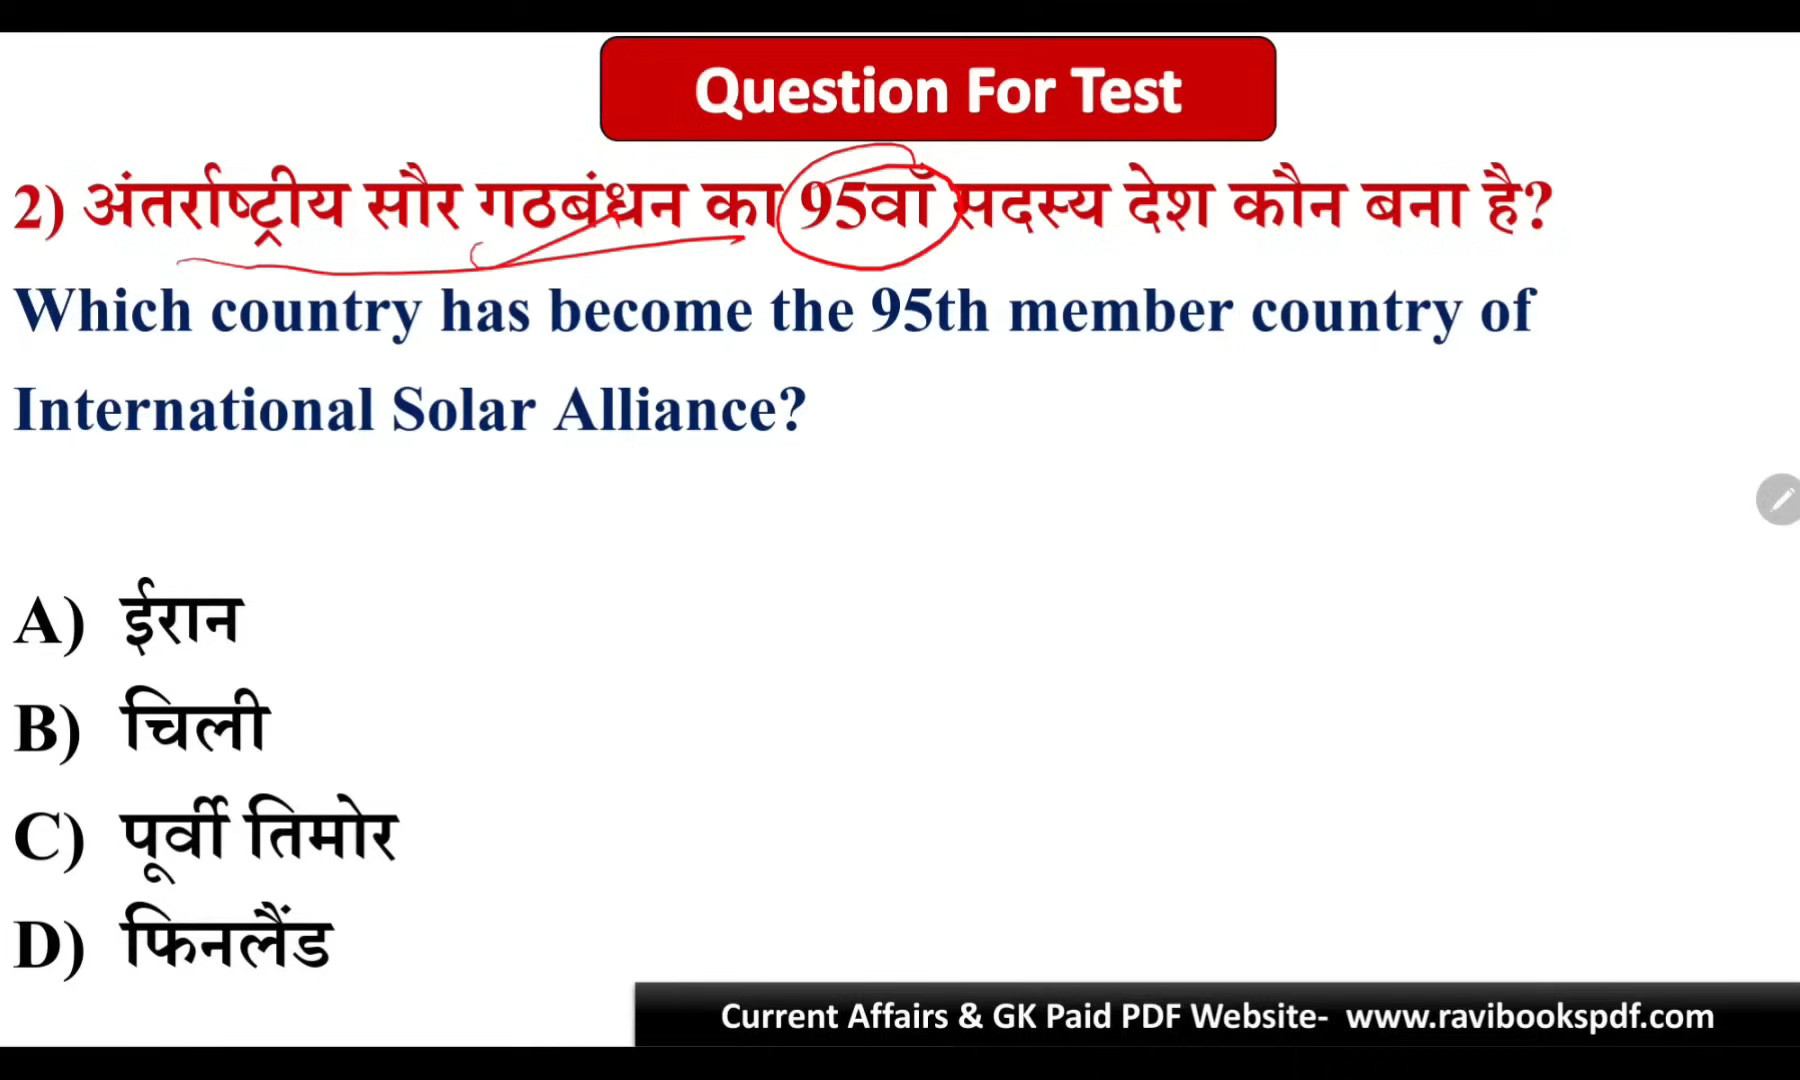 Question For Test
2) अंतर्राष्ट्रीय सौर गठबंधन का 95वाँ सदस्य देश कौन बना है?
Which country has become the 95th member country of
International Solar Alliance?
A) ईरान
B) चिली
C) पूर्वी तिमोर
D) फिनलैंड
Current Affairs & GK Paid PDF Website- www.ravibookspdf.com